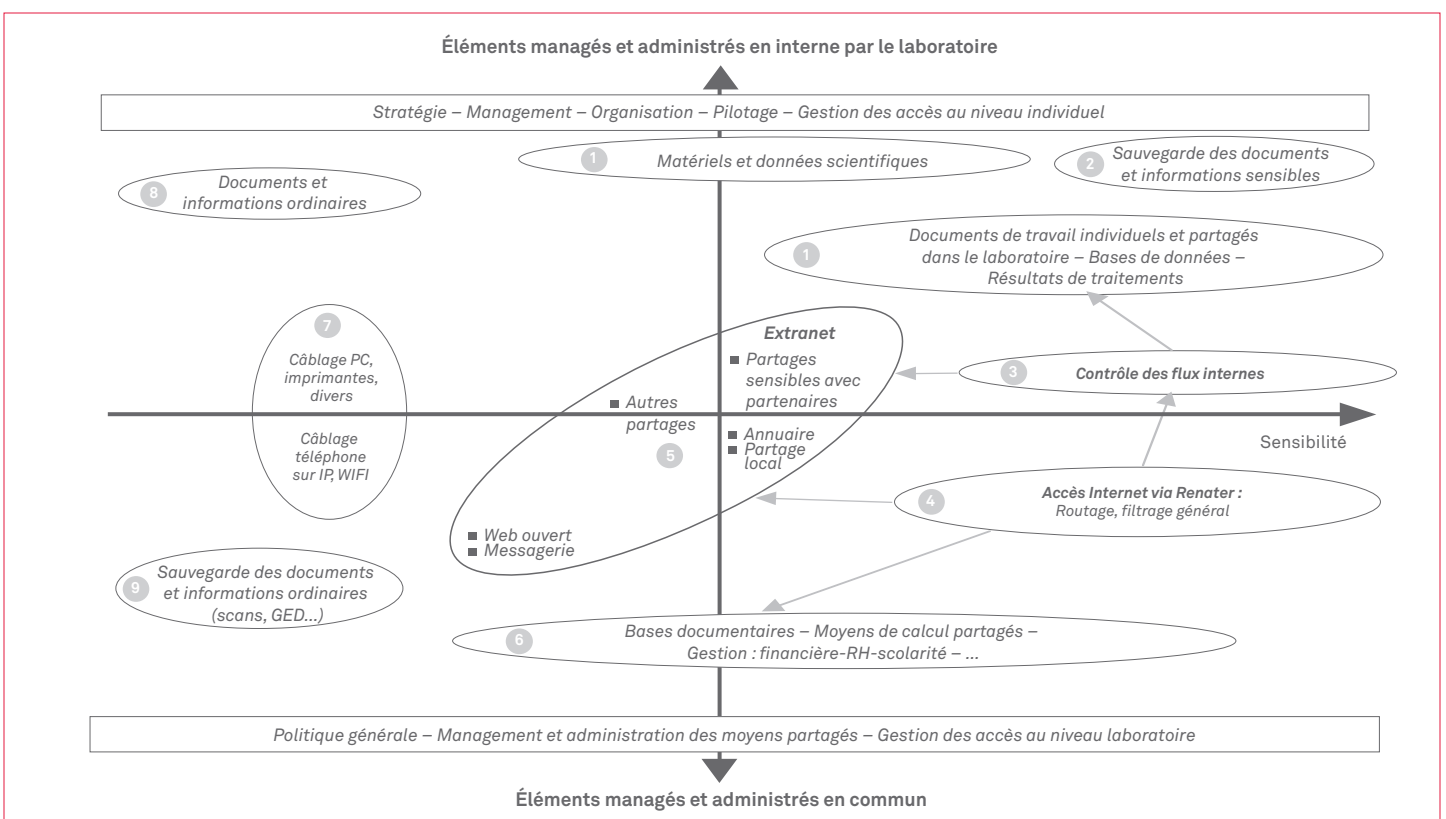 Éléments managés et administrés en interne par le laboratoire
Stratégie – Management – Organisation – Pilotage – Gestion des accès au niveau individuel
1
Matériels et données scientifiques
2
Sauvegarde des documents
et informations sensibles
8
Documents et
informations ordinaires
1
Documents de travail individuels et partagés
dans le laboratoire – Bases de données –
Résultats de traitements
7
Câblage PC,
imprimantes,
divers
Câblage
téléphone
sur IP, WIFI
Extranet
■ Partages
sensibles avec
partenaires
■ Autres
partages
5
■ Annuaire
■ Partage
local
■ Web ouvert
■ Messagerie
3
Contrôle des flux internes
Sensibilité
4
Accès Internet via Renater :
Routage, filtrage général
9
Sauvegarde des documents
et informations ordinaires
(scans, GED...)
6
Bases documentaires – Moyens de calcul partagés –
Gestion : financière-RH-scolarité – ...
Politique générale – Management et administration des moyens partagés – Gestion des accès au niveau laboratoire
Éléments managés et administrés en commun